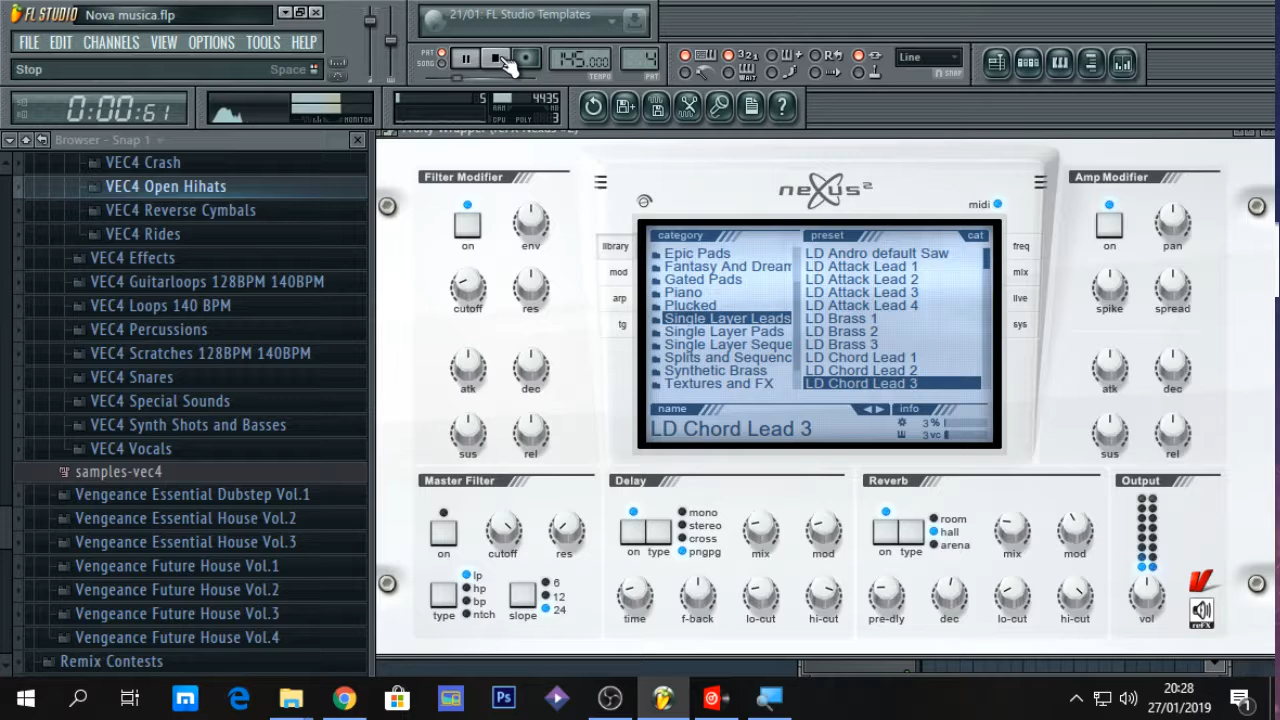 FL STUDIO Nova musica.flp
FILE EDIT CHANNELS VIEW OPTIONS TOOLS HELP
Stop Space
21/01: FL Studio Templates
PAT
SONG
145.000
TEMPO
4
PAT
321
WAIT
Line
SNAP
0:00:61
MONITOR
5
4435
RAM
CPU POLY
3
Browser - Snap 1
VEC4 Crash
VEC4 Open Hihats
VEC4 Reverse Cymbals
VEC4 Rides
VEC4 Effects
VEC4 Guitarloops 128BPM 140BPM
VEC4 Loops 140 BPM
VEC4 Percussions
VEC4 Scratches 128BPM 140BPM
VEC4 Snares
VEC4 Special Sounds
VEC4 Synth Shots and Basses
VEC4 Vocals
samples-vec4
Vengeance Essential Dubstep Vol.1
Vengeance Essential House Vol.2
Vengeance Essential House Vol.3
Vengeance Future House Vol.1
Vengeance Future House Vol.2
Vengeance Future House Vol.3
Vengeance Future House Vol.4
Remix Contests
Filter Modifier
on env
cutoff res
atk dec
sus rel
nexus2
midi
library
mod
arp
tg
category
Epic Pads
Fantasy And Dream
Gated Pads
Piano
Plucked
Single Layer Leads
Single Layer Pads
Single Layer Seque
Splits and Sequenc
Synthetic Brass
Textures and FX
preset cat
LD Andro default Saw
LD Attack Lead 1
LD Attack Lead 2
LD Attack Lead 3
LD Attack Lead 4
LD Brass 1
LD Brass 2
LD Brass 3
LD Chord Lead 1
LD Chord Lead 2
LD Chord Lead 3
name
LD Chord Lead 3
info
3 %
3 vc
freq
mix
live
sys
Amp Modifier
on pan
spike spread
atk dec
sus rel
Master Filter
on cutoff res
type
lp
hp
bp
ntch
slope
6
12
24
Delay
on type
mono
stereo
cross
pngpg
mix mod
time f-back lo-cut hi-cut
Reverb
on type
room
hall
arena
mix mod
pre-dly dec lo-cut hi-cut
Output
vol
reFX
Ps
20:28
27/01/2019
1